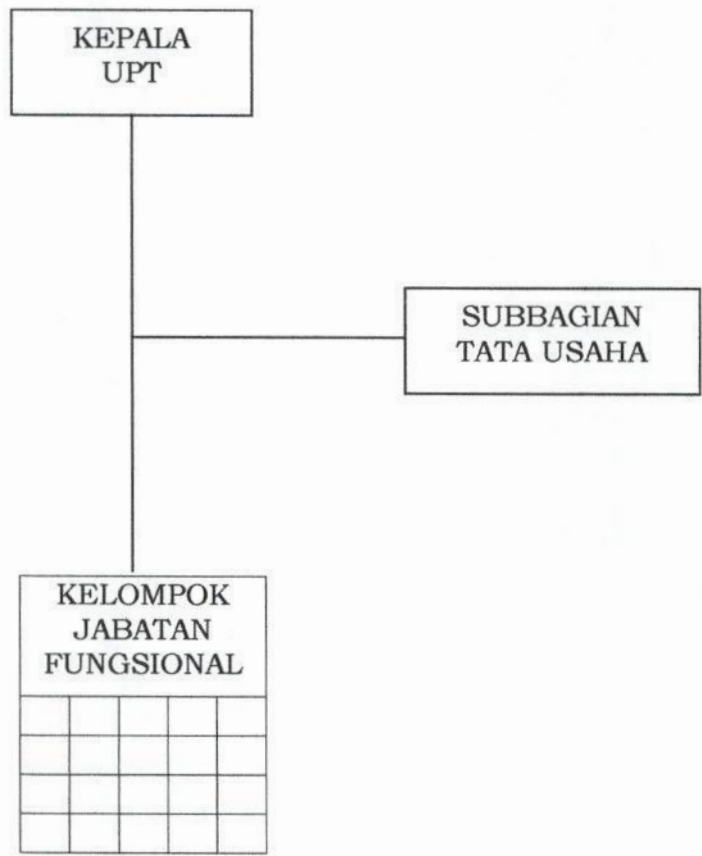 KEPALA
UPT
SUBBAGIAN
TATA USAHA
KELOMPOK
JABATAN
FUNGSIONAL